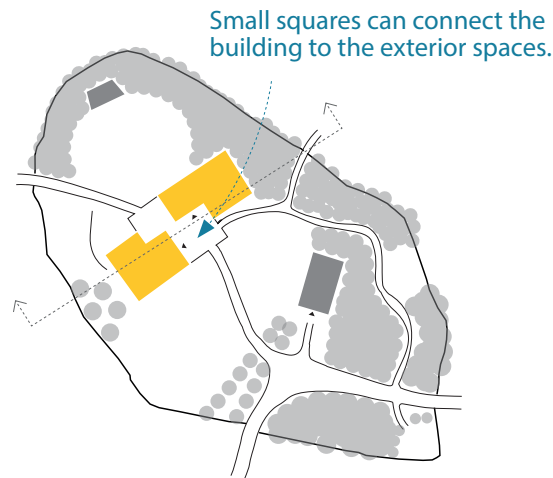 Small squares can connect the
building to the exterior spaces.